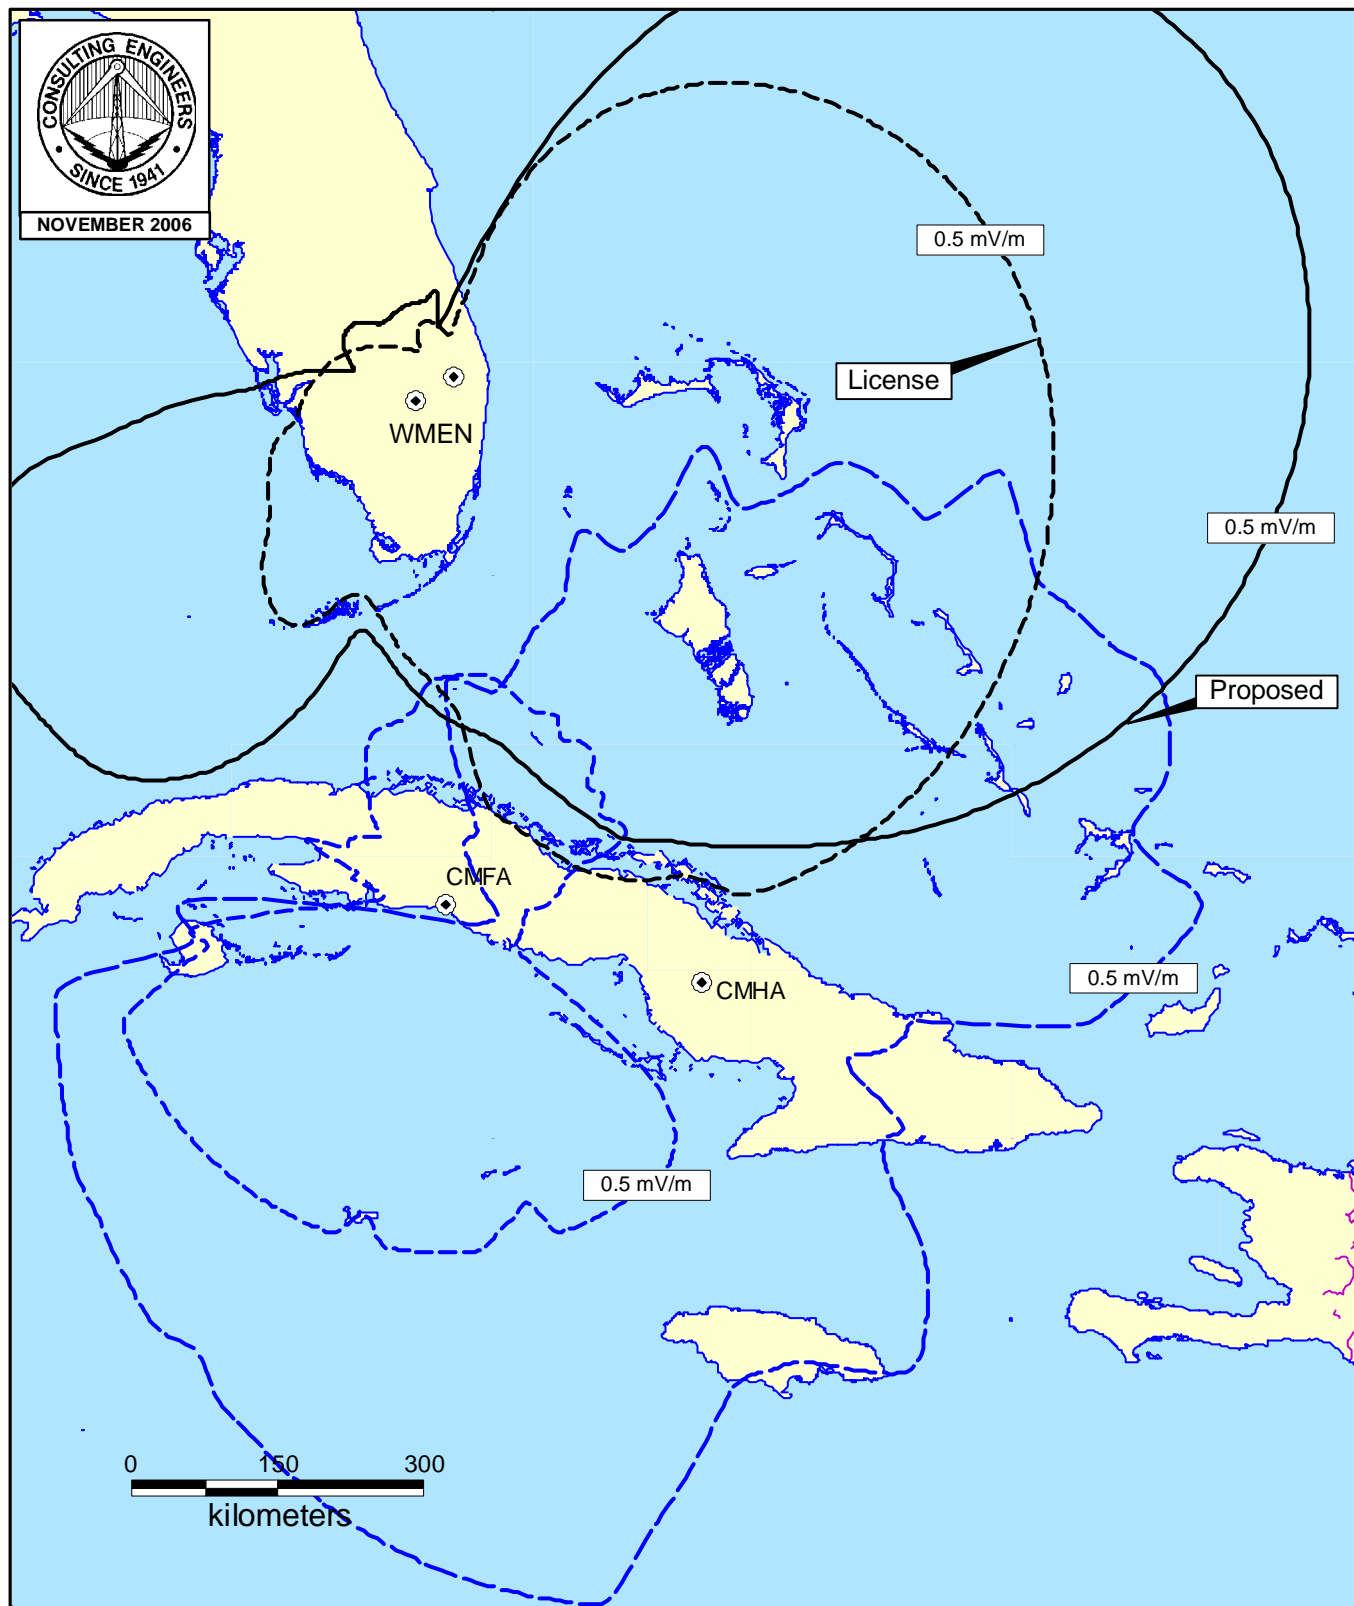 CONSULTING ENGINEERS
SINCE 1941
NOVEMBER 2006
0.5 mV/m
License
WMEN
0.5 mV/m
Proposed
CMFA
0.5 mV/m
CMHA
0.5 mV/m
0 150 300
kilometers